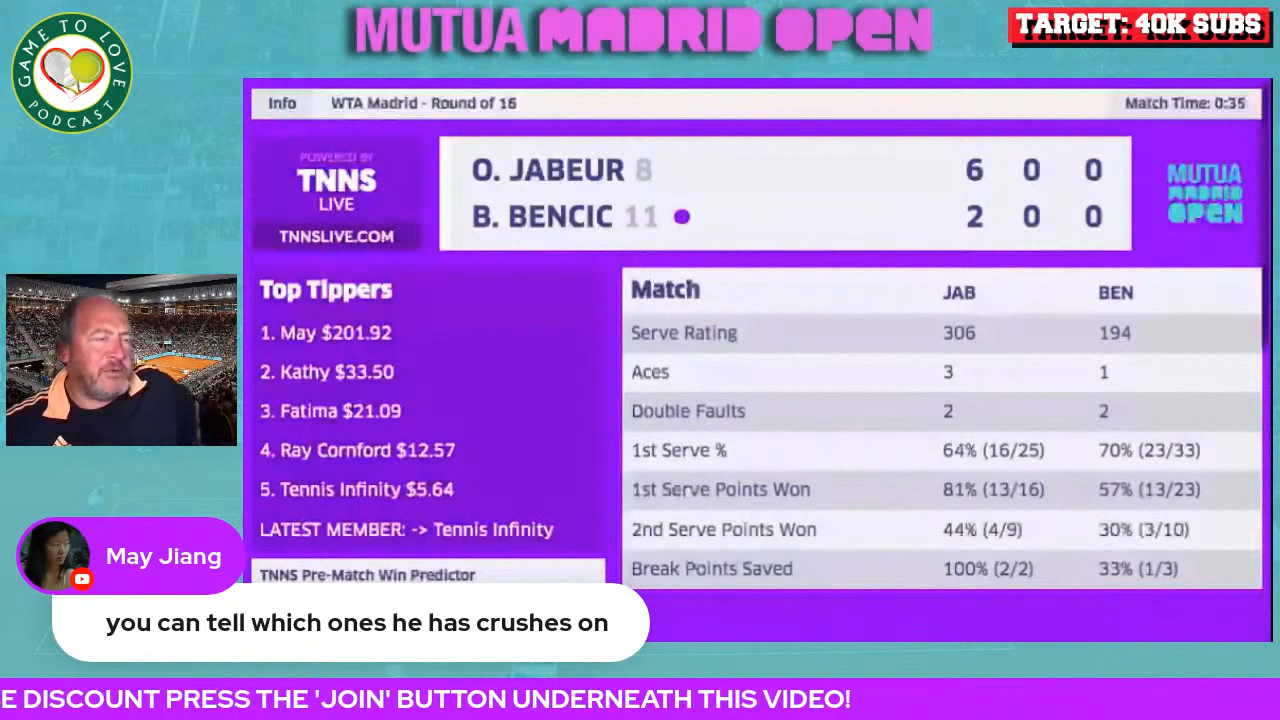 MUTUA MADRID OPEN
TARGET: 40K SUBS
GAME TO LOVE
PODCAST
Info WTA Madrid - Round of 16 Match Time: 0:35
POWERED BY
TNNS
LIVE
TNNSLIVE.COM
O. JABEUR 8 6 0 0
B. BENCIC 11 2 0 0
MUTUA
MADRID
OPEN
Top Tippers
1. May $201.92
2. Kathy $33.50
3. Fatima $21.09
4. Ray Cornford $12.57
5. Tennis Infinity $5.64
LATEST MEMBER: -> Tennis Infinity
TNNS Pre-Match Win Predictor
Match JAB BEN
Serve Rating 306 194
Aces 3 1
Double Faults 2 2
1st Serve % 64% (16/25) 70% (23/33)
1st Serve Points Won 81% (13/16) 57% (13/23)
2nd Serve Points Won 44% (4/9) 30% (3/10)
Break Points Saved 100% (2/2) 33% (1/3)
May Jiang
you can tell which ones he has crushes on
E DISCOUNT PRESS THE 'JOIN' BUTTON UNDERNEATH THIS VIDEO!